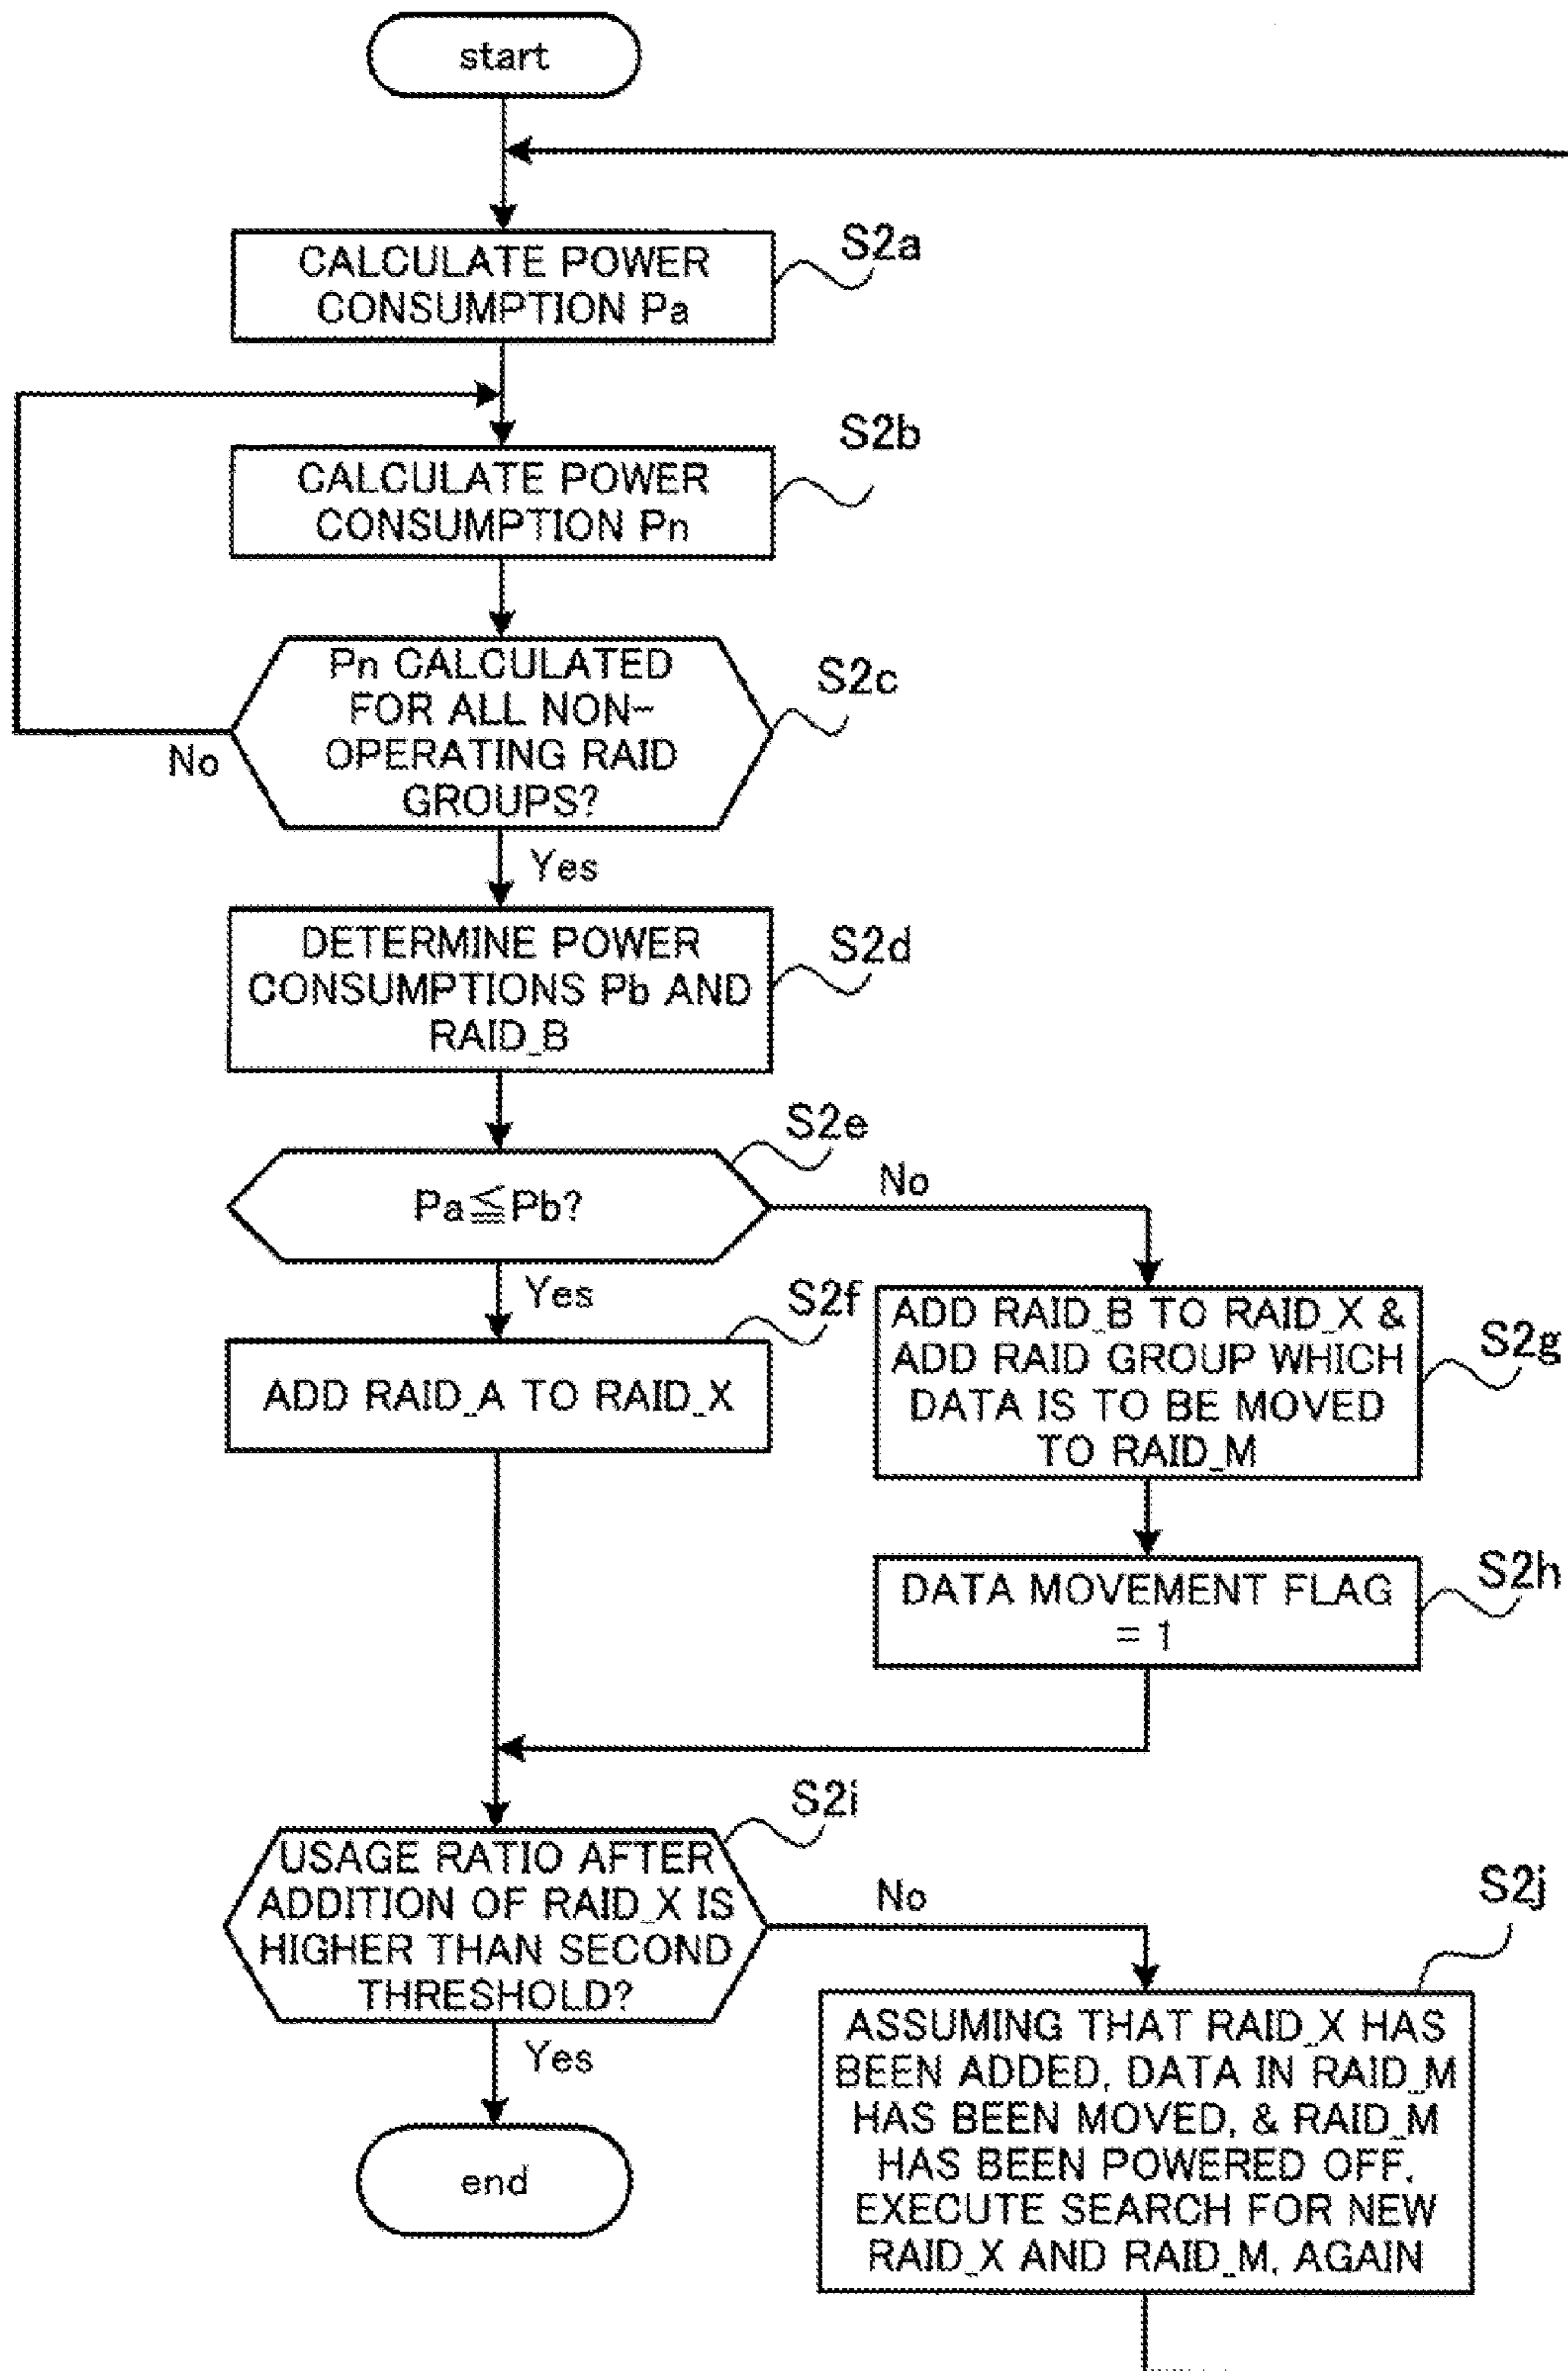 start
CALCULATE POWER
CONSUMPTION Pa
S2a
CALCULATE POWER
CONSUMPTION Pn
S2b
Pn CALCULATED
FOR ALL NON-
OPERATING RAID
GROUPS?
S2c
No
Yes
DETERMINE POWER
CONSUMPTIONS Pb AND
RAID_B
S2d
Pa≦Pb?
S2e
No
Yes
ADD RAID_A TO RAID_X
S2f
ADD RAID_B TO RAID_X &
ADD RAID GROUP WHICH
DATA IS TO BE MOVED
TO RAID_M
S2g
DATA MOVEMENT FLAG
= 1
S2h
USAGE RATIO AFTER
ADDITION OF RAID_X IS
HIGHER THAN SECOND
THRESHOLD?
S2i
No
Yes
ASSUMING THAT RAID_X HAS
BEEN ADDED, DATA IN RAID_M
HAS BEEN MOVED, & RAID_M
HAS BEEN POWERED OFF,
EXECUTE SEARCH FOR NEW
RAID_X AND RAID_M, AGAIN
S2j
end